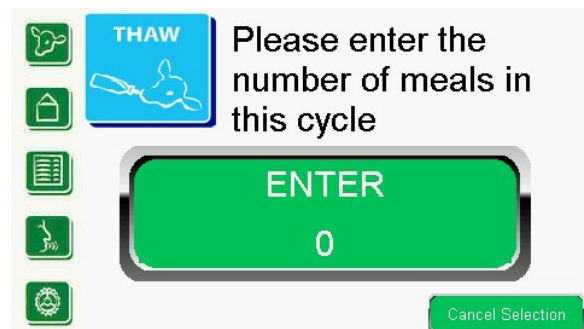 THAW
Please enter the
number of meals in
this cycle
ENTER
0
Cancel Selection